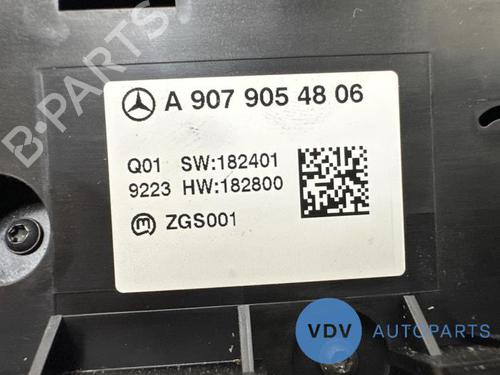 A 907 905 48 06
Q01 SW:182401
9223 HW:182800
m ZGS001
B-PARTS
VDV AUTOPARTS